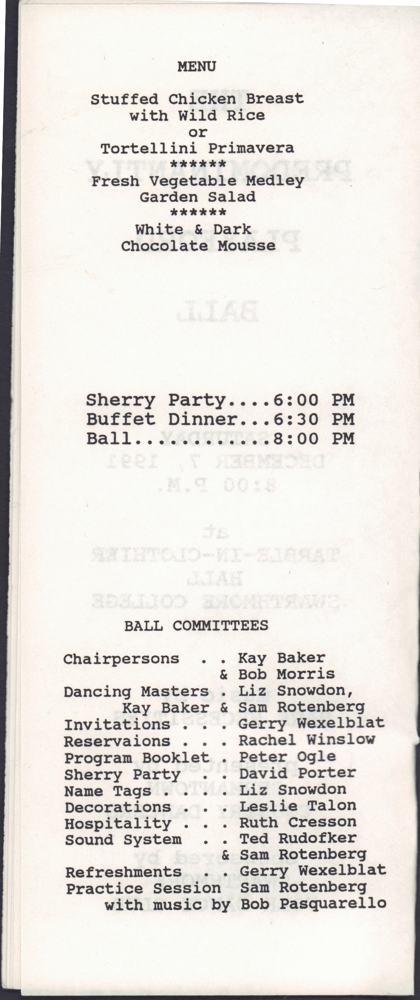 MENU
Stuffed Chicken Breast
with Wild Rice
or
Tortellini Primavera
******
Fresh Vegetable Medley
Garden Salad
******
White & Dark
Chocolate Mousse
Sherry Party....6:00 PM
Buffet Dinner...6:30 PM
Ball............8:00 PM
BALL COMMITTEES
Chairpersons . . Kay Baker
& Bob Morris
Dancing Masters . Liz Snowdon,
Kay Baker & Sam Rotenberg
Invitations . . . Gerry Wexelblat
Reservaions . . . Rachel Winslow
Program Booklet . Peter Ogle
Sherry Party . . David Porter
Name Tags . . . . Liz Snowdon
Decorations . . . Leslie Talon
Hospitality . . . Ruth Cresson
Sound System . . Ted Rudofker
& Sam Rotenberg
Refreshments . . Gerry Wexelblat
Practice Session Sam Rotenberg
with music by Bob Pasquarello